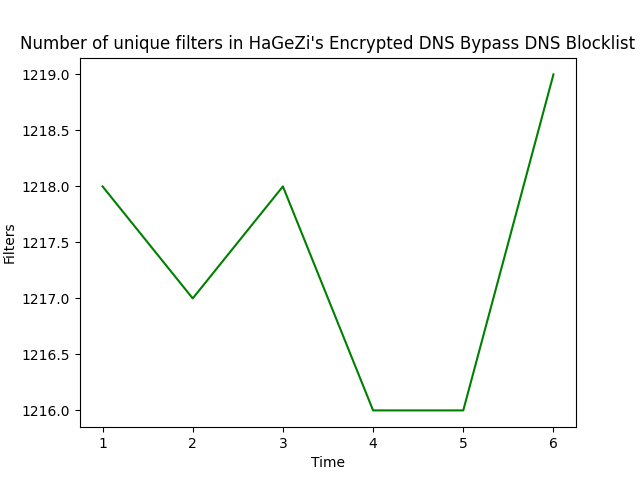 Number of unique filters in HaGeZi's Encrypted DNS Bypass DNS Blocklist
1219.0
1218.5
1218.0
1217.5
1217.0
1216.5
1216.0
Filters
1 2 3 4 5 6
Time